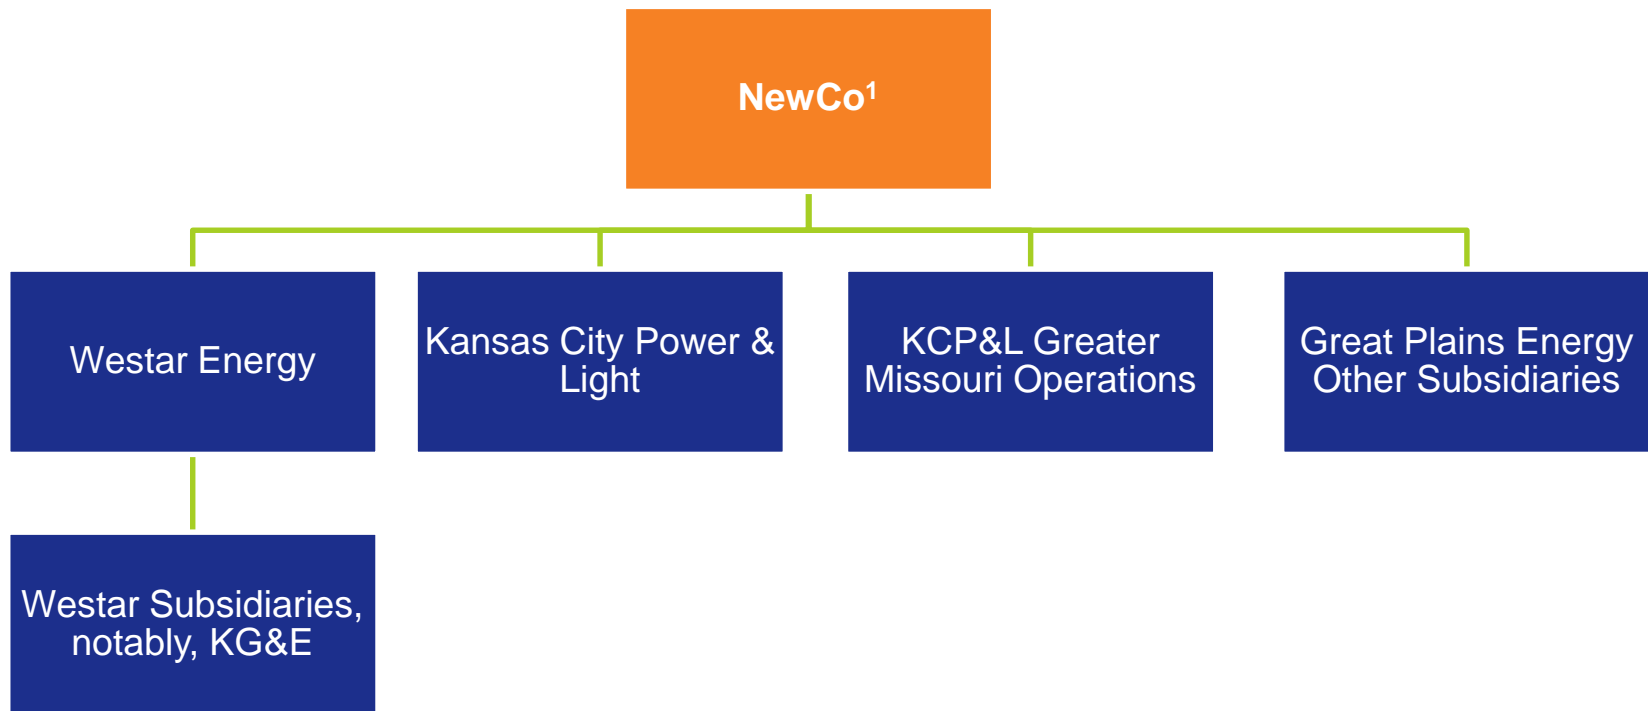 NewCo¹
Westar Energy
Kansas City Power &
Light
KCP&L Greater
Missouri Operations
Great Plains Energy
Other Subsidiaries
Westar Subsidiaries,
notably, KG&E